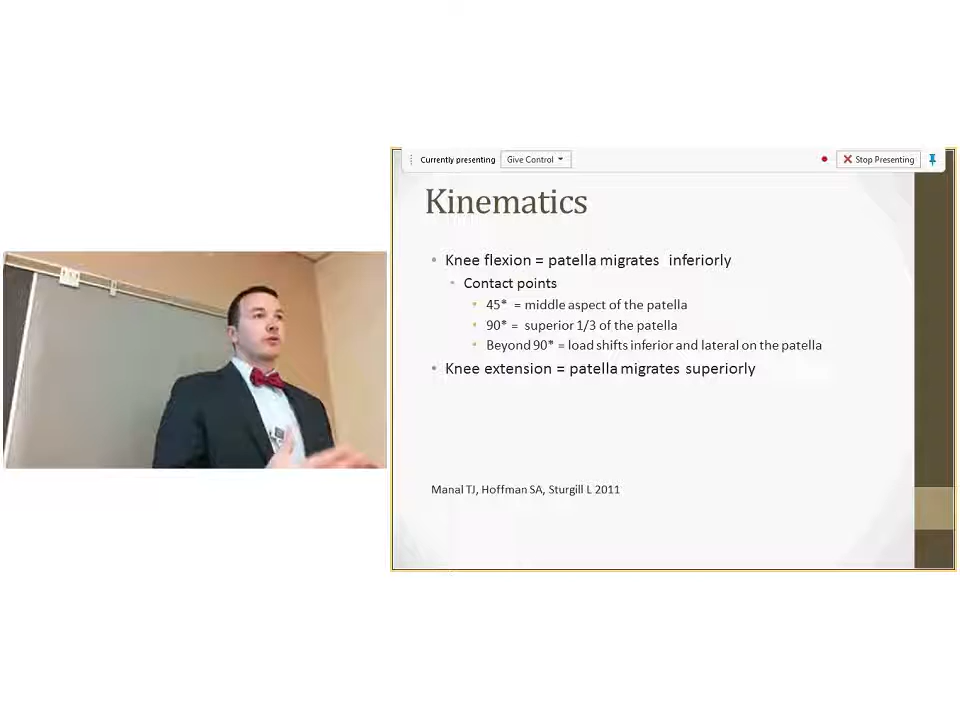 Currently presenting Give Control Stop Presenting
Kinematics
• Knee flexion = patella migrates inferiorly
• Contact points
• 45* = middle aspect of the patella
• 90* = superior 1/3 of the patella
• Beyond 90* = load shifts inferior and lateral on the patella
• Knee extension = patella migrates superiorly
Manal TJ, Hoffman SA, Sturgill L 2011